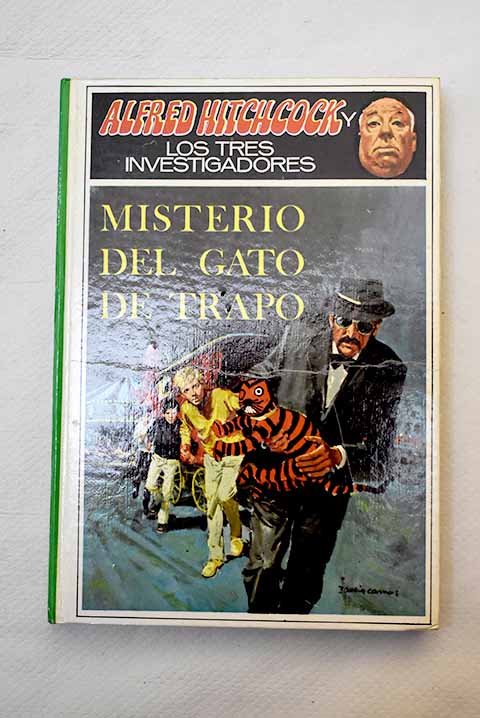 ALFRED HITCHCOCK Y
LOS TRES
INVESTIGADORES
MISTERIO
DEL GATO
DE TRAPO